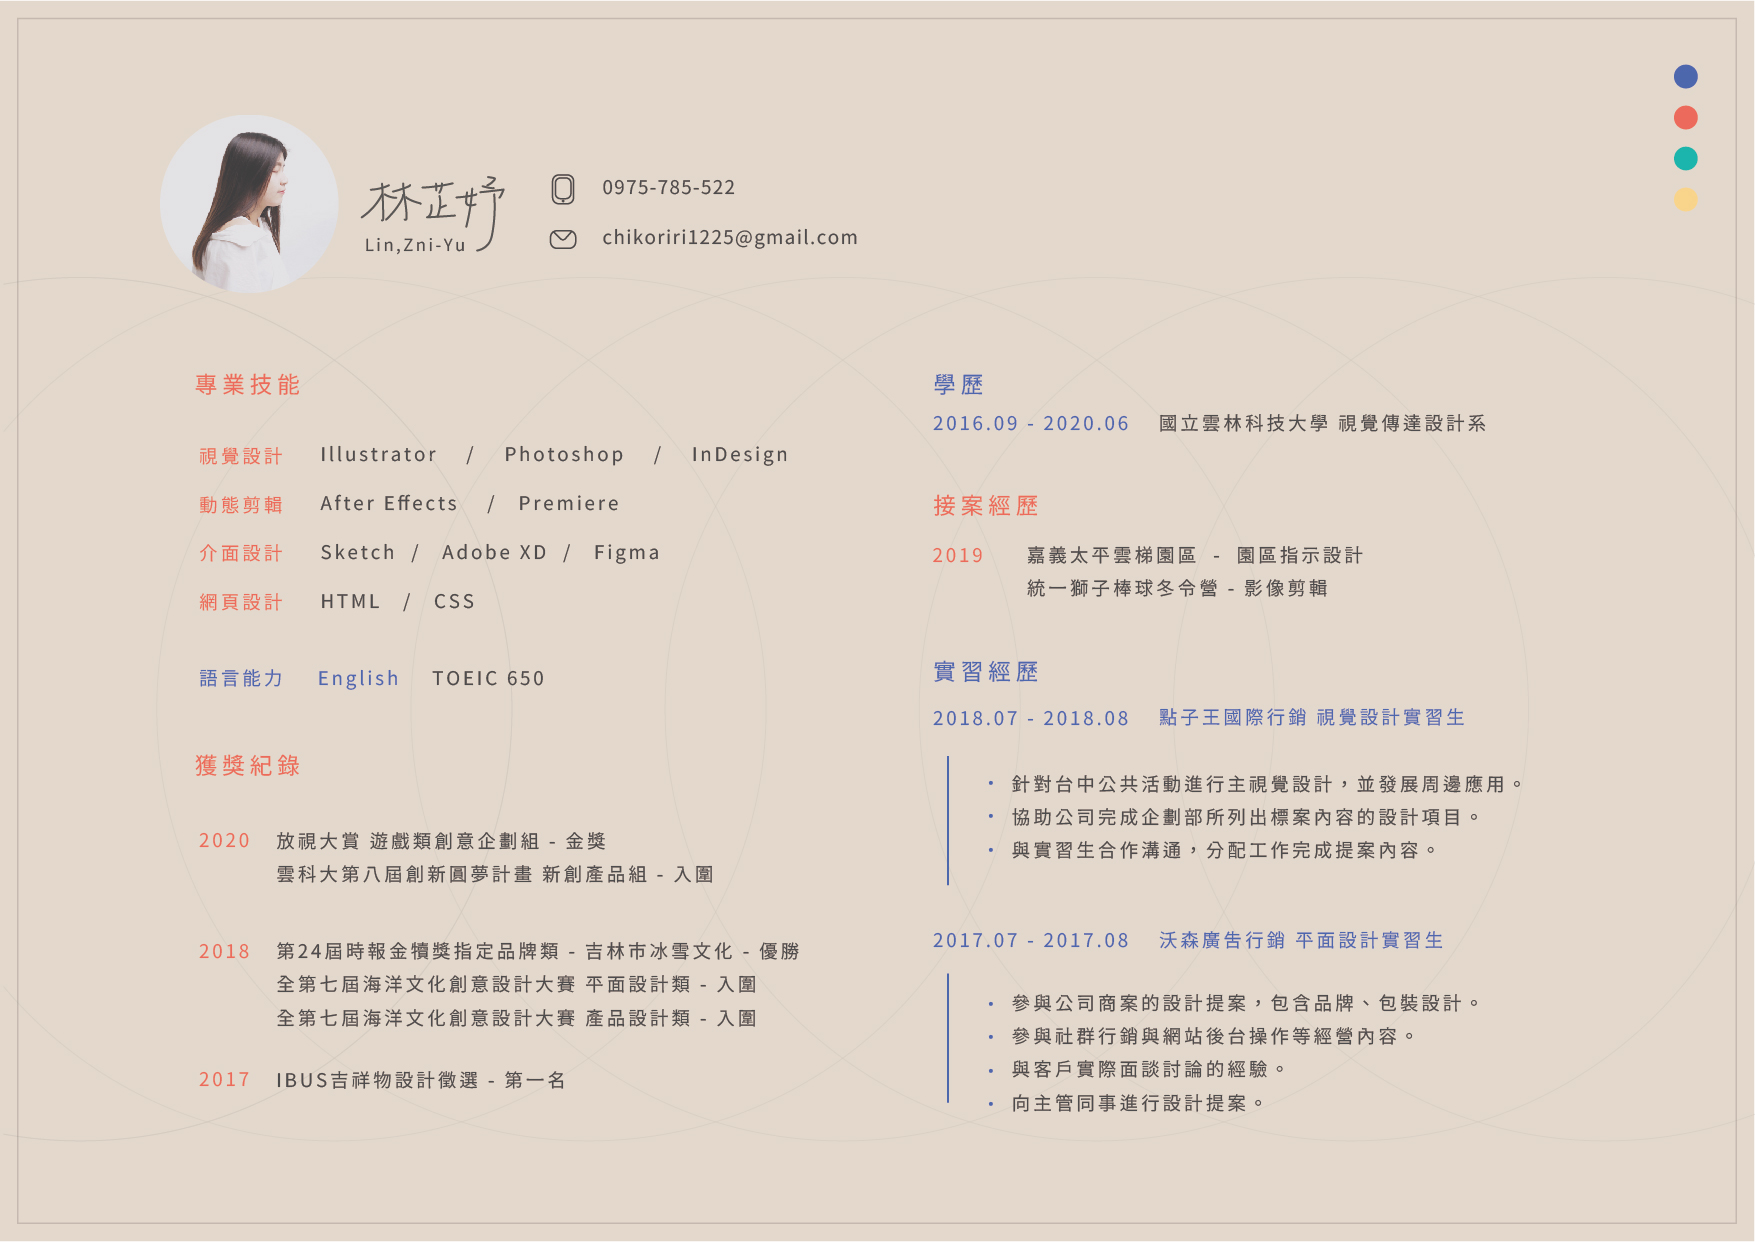 林芷妤
Lin,Zni-Yu
0975-785-522
chikoriri1225@gmail.com
專業技能
視覺設計 Illustrator / Photoshop / InDesign
動態剪輯 After Effects / Premiere
介面設計 Sketch / Adobe XD / Figma
網頁設計 HTML / CSS
語言能力 English TOEIC 650
獲獎紀錄
2020 放視大賞 遊戲類創意企劃組 - 金獎
雲科大第八屆創新圓夢計畫 新創產品組 - 入圍
2018 第24屆時報金犢獎指定品牌類 - 吉林市冰雪文化 - 優勝
全第七屆海洋文化創意設計大賽 平面設計類 - 入圍
全第七屆海洋文化創意設計大賽 產品設計類 - 入圍
2017 IBUS吉祥物設計徵選 - 第一名
學歷
2016.09 - 2020.06 國立雲林科技大學 視覺傳達設計系
接案經歷
2019 嘉義太平雲梯園區 - 園區指示設計
統一獅子棒球冬令營 - 影像剪輯
實習經歷
2018.07 - 2018.08 點子王國際行銷 視覺設計實習生
• 針對台中公共活動進行主視覺設計，並發展周邊應用。
• 協助公司完成企劃部所列出標案內容的設計項目。
• 與實習生合作溝通，分配工作完成提案內容。
2017.07 - 2017.08 沃森廣告行銷 平面設計實習生
• 參與公司商案的設計提案，包含品牌、包裝設計。
• 參與社群行銷與網站後台操作等經營內容。
• 與客戶實際面談討論的經驗。
• 向主管同事進行設計提案。